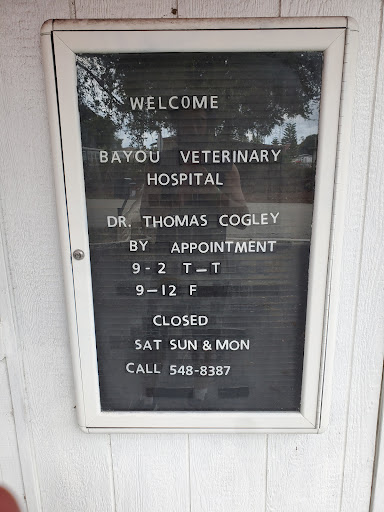 WELCOME
BAYOU VETERINARY
HOSPITAL
DR. THOMAS COGLEY
BY APPOINTMENT
9-2 T-T
9-12 F
CLOSED
SAT SUN & MON
CALL 548-8387